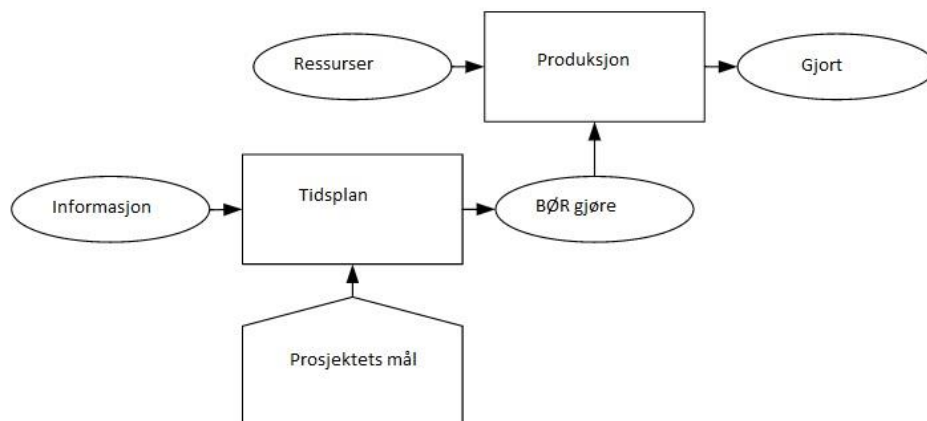 Ressurser
Produksjon
Gjort
Informasjon
Tidsplan
BØR gjøre
Prosjektets mål